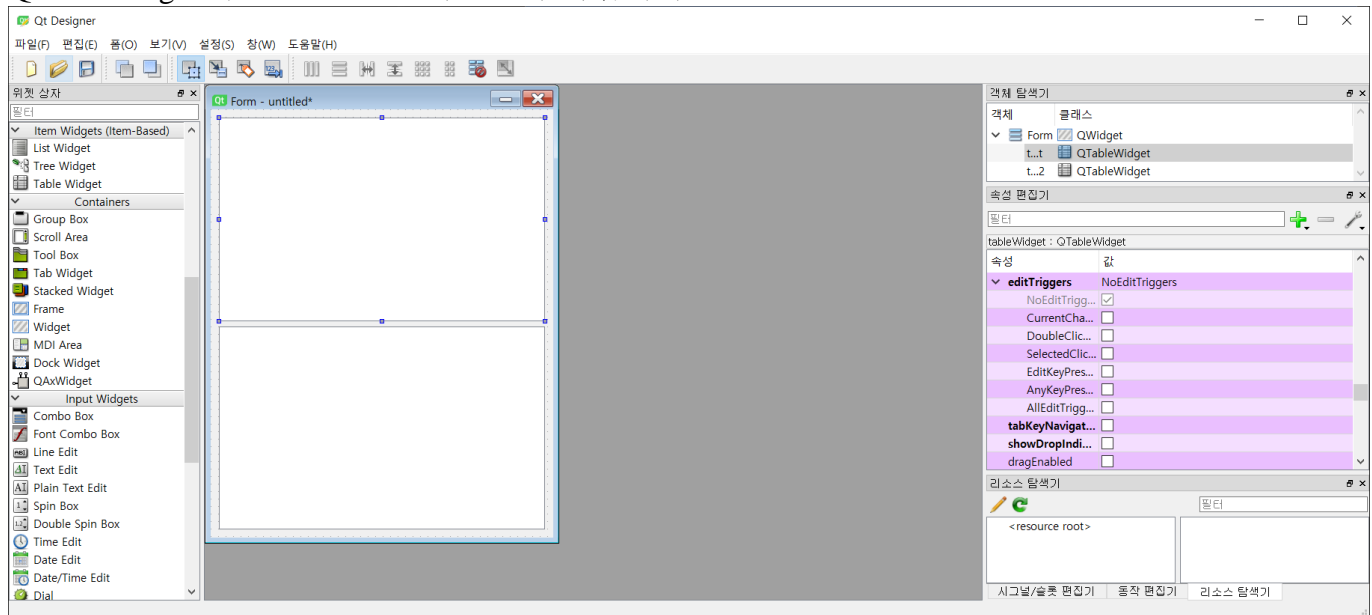 Qt Designer
파일(F) 편집(E) 폼(O) 보기(V) 설정(S) 창(W) 도움말(H)
위젯 상자
필터
Item Widgets (Item-Based)
List Widget
Tree Widget
Table Widget
Containers
Group Box
Scroll Area
Tool Box
Tab Widget
Stacked Widget
Frame
Widget
MDI Area
Dock Widget
QAxWidget
Input Widgets
Combo Box
Font Combo Box
Line Edit
Text Edit
Plain Text Edit
Spin Box
Double Spin Box
Time Edit
Date Edit
Date/Time Edit
Dial
Form - untitled*
객체 탐색기
객체 클래스
Form QWidget
t...t QTableWidget
t...2 QTableWidget
속성 편집기
필터
tableWidget : QTableWidget
속성 값
editTriggers NoEditTriggers
NoEditTrigg...
CurrentCha...
DoubleClic...
SelectedClic...
EditKeyPres...
AnyKeyPres...
AllEditTrigg...
tabKeyNavigat...
showDropIndi...
dragEnabled
리소스 탐색기
필터
<resource root>
시그널/슬롯 편집기 동작 편집기 리소스 탐색기